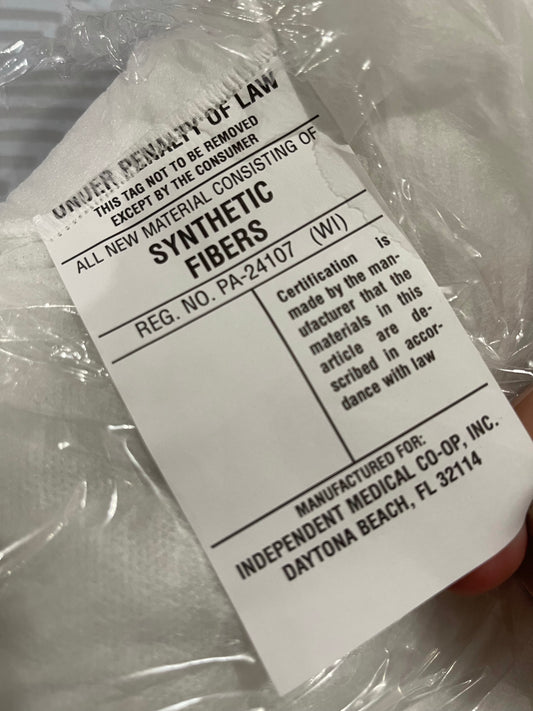 UNDER PENALTY OF LAW
THIS TAG NOT TO BE REMOVED
EXCEPT BY THE CONSUMER
ALL NEW MATERIAL CONSISTING OF
SYNTHETIC
FIBERS
REG. NO. PA-24107 (WI)
Certification is
made by the man-
ufacturer that the
materials in this
article are de-
scribed in accor-
dance with law
MANUFACTURED FOR:
INDEPENDENT MEDICAL CO-OP, INC.
DAYTONA BEACH, FL 32114